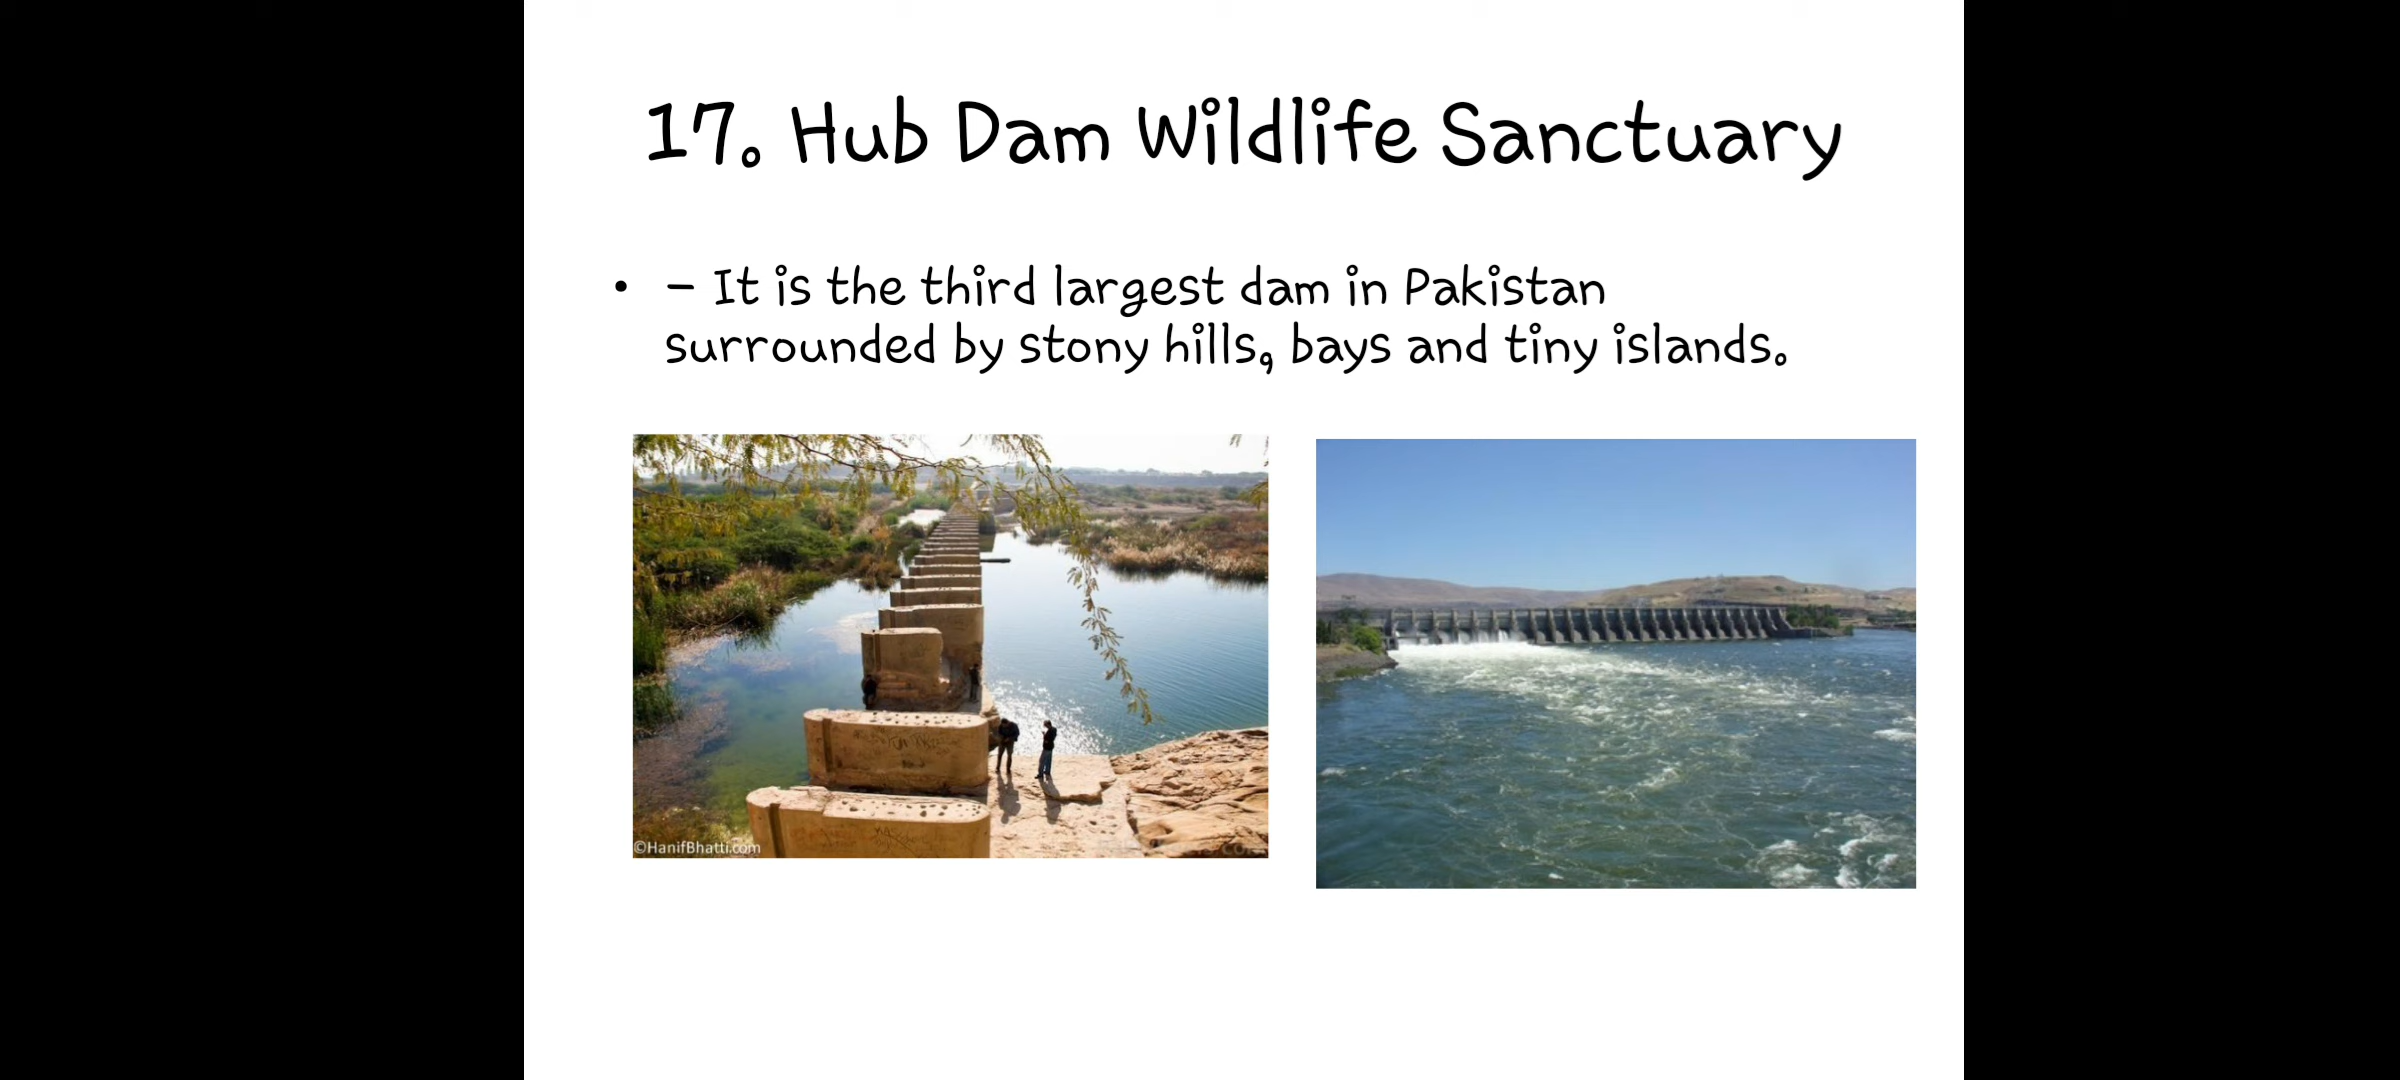 17. Hub Dam Wildlife Sanctuary
• – It is the third largest dam in Pakistan
surrounded by stony hills, bays and tiny islands.
©HanifBhatti.com